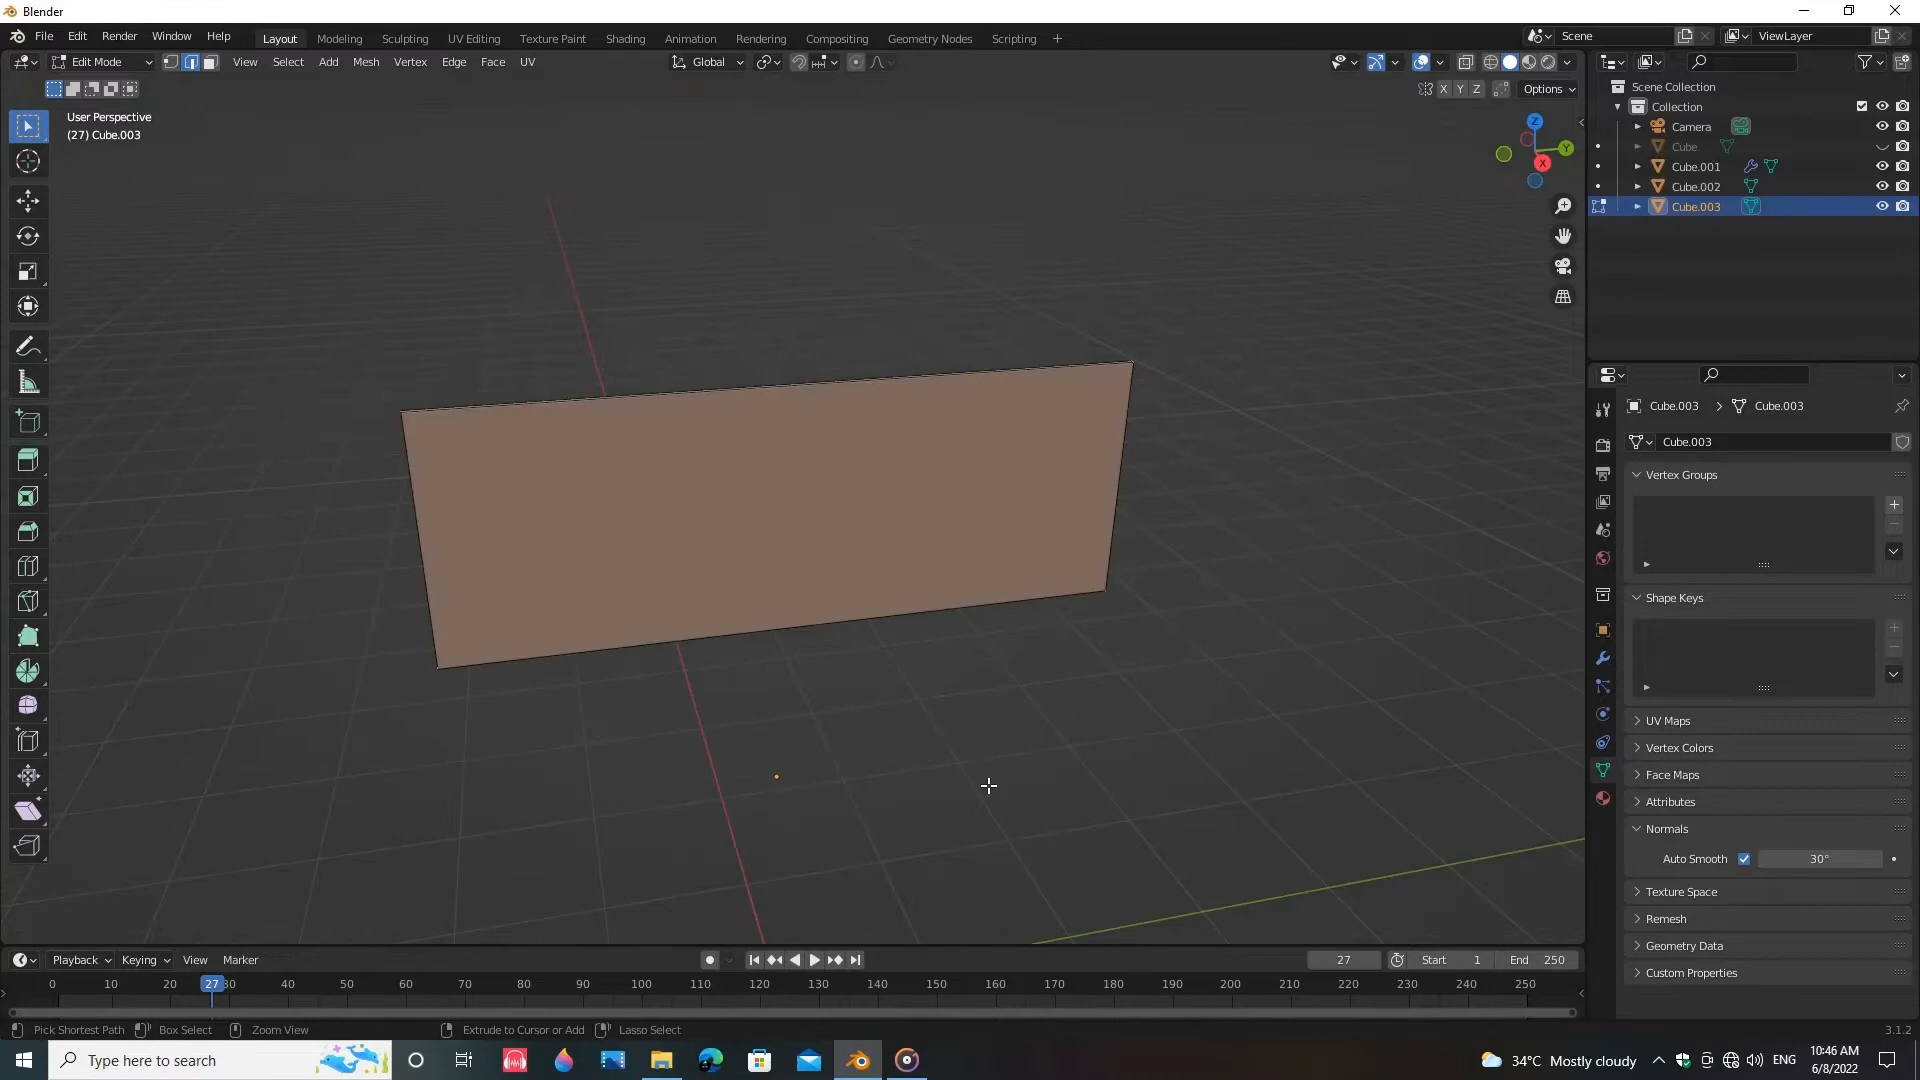 Blender
File Edit Render Window Help
Layout Modeling Sculpting UV Editing Texture Paint Shading Animation Rendering Compositing Geometry Nodes Scripting +
Scene
ViewLayer
Edit Mode View Select Add Mesh Vertex Edge Face UV
Global
X Y Z Options
User Perspective
(27) Cube.003
Z
Y
X
Scene Collection
Collection
Camera
Cube
Cube.001
Cube.002
Cube.003
Cube.003 > Cube.003
Cube.003
Vertex Groups
Shape Keys
UV Maps
Vertex Colors
Face Maps
Attributes
Normals
Auto Smooth 30°
Texture Space
Remesh
Geometry Data
Custom Properties
Playback Keying View Marker
27 Start 1 End 250
0 10 20 27 30 40 50 60 70 80 90 100 110 120 130 140 150 160 170 180 190 200 210 220 230 240 250
Pick Shortest Path Box Select Zoom View Extrude to Cursor or Add Lasso Select
3.1.2
Type here to search
34°C Mostly cloudy
ENG
10:46 AM
6/8/2022